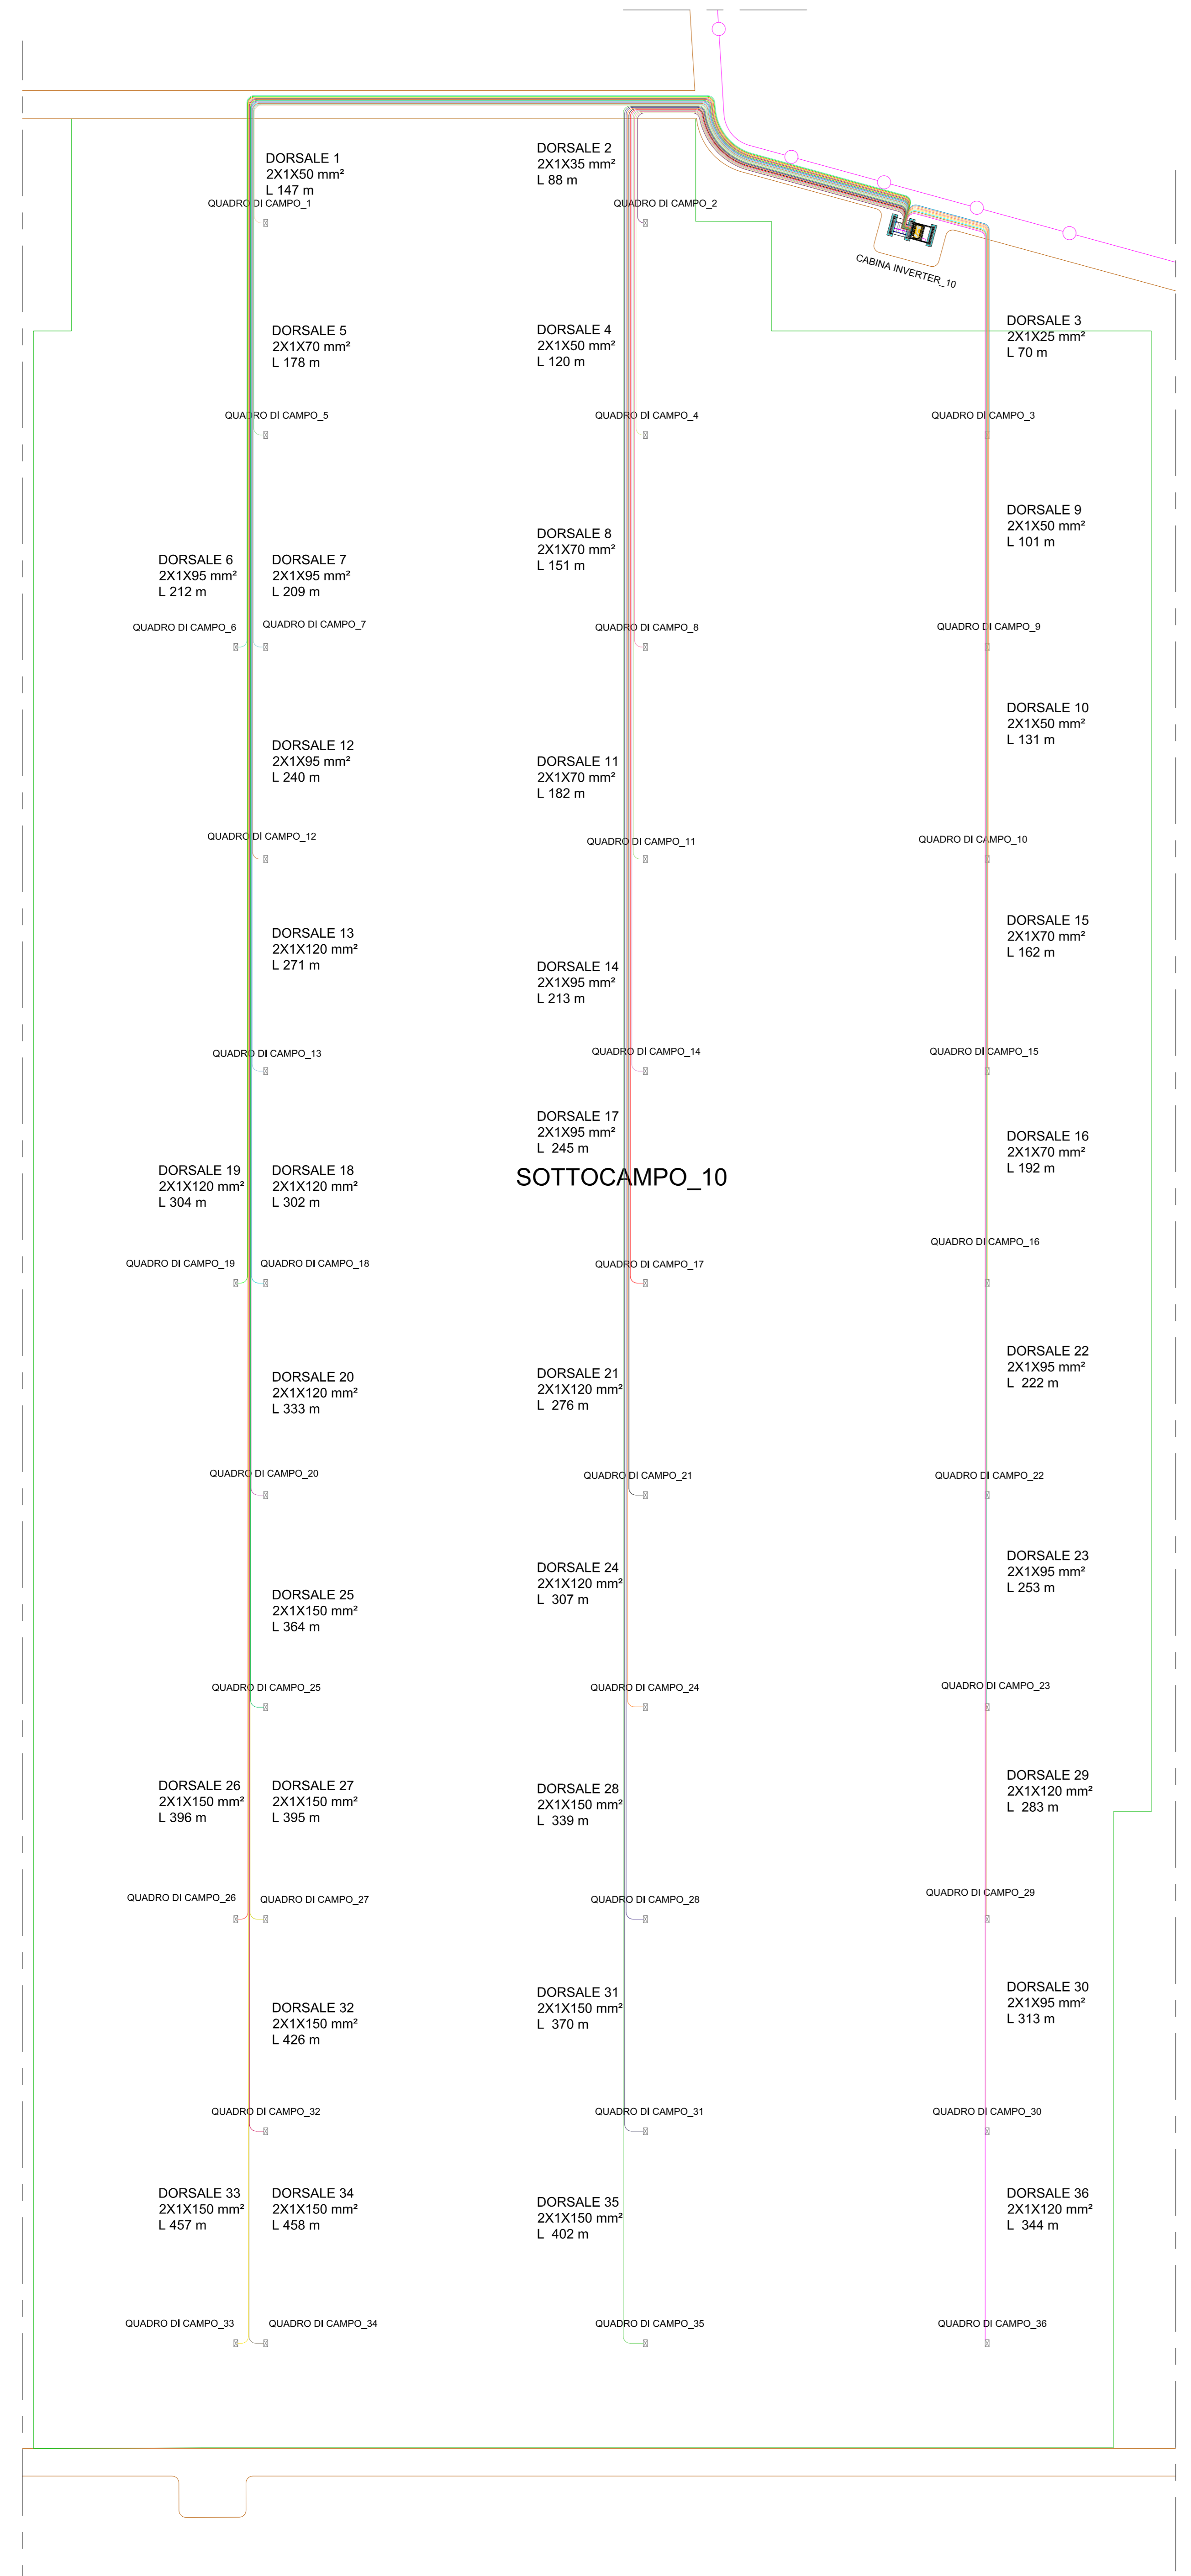 DORSALE 1
2X1X50 mm²
L 147 m
QUADRO DI CAMPO_1
DORSALE 2
2X1X35 mm²
L 88 m
QUADRO DI CAMPO_2
CABINA INVERTER_10
DORSALE 5
2X1X70 mm²
L 178 m
QUADRO DI CAMPO_5
DORSALE 4
2X1X50 mm²
L 120 m
QUADRO DI CAMPO_4
DORSALE 3
2X1X25 mm²
L 70 m
QUADRO DI CAMPO_3
DORSALE 6
2X1X95 mm²
L 212 m
QUADRO DI CAMPO_6
DORSALE 7
2X1X95 mm²
L 209 m
QUADRO DI CAMPO_7
DORSALE 8
2X1X70 mm²
L 151 m
QUADRO DI CAMPO_8
DORSALE 9
2X1X50 mm²
L 101 m
QUADRO DI CAMPO_9
DORSALE 12
2X1X95 mm²
L 240 m
QUADRO DI CAMPO_12
DORSALE 11
2X1X70 mm²
L 182 m
QUADRO DI CAMPO_11
DORSALE 10
2X1X50 mm²
L 131 m
QUADRO DI CAMPO_10
DORSALE 13
2X1X120 mm²
L 271 m
QUADRO DI CAMPO_13
DORSALE 14
2X1X95 mm²
L 213 m
QUADRO DI CAMPO_14
DORSALE 15
2X1X70 mm²
L 162 m
QUADRO DI CAMPO_15
DORSALE 17
2X1X95 mm²
L 245 m
SOTTOCAMPO_10
DORSALE 19
2X1X120 mm²
L 304 m
QUADRO DI CAMPO_19
DORSALE 18
2X1X120 mm²
L 302 m
QUADRO DI CAMPO_18
QUADRO DI CAMPO_17
DORSALE 16
2X1X70 mm²
L 192 m
QUADRO DI CAMPO_16
DORSALE 20
2X1X120 mm²
L 333 m
QUADRO DI CAMPO_20
DORSALE 21
2X1X120 mm²
L 276 m
QUADRO DI CAMPO_21
DORSALE 22
2X1X95 mm²
L 222 m
QUADRO DI CAMPO_22
DORSALE 25
2X1X150 mm²
L 364 m
QUADRO DI CAMPO_25
DORSALE 24
2X1X120 mm²
L 307 m
QUADRO DI CAMPO_24
DORSALE 23
2X1X95 mm²
L 253 m
QUADRO DI CAMPO_23
DORSALE 26
2X1X150 mm²
L 396 m
QUADRO DI CAMPO_26
DORSALE 27
2X1X150 mm²
L 395 m
QUADRO DI CAMPO_27
DORSALE 28
2X1X150 mm²
L 339 m
QUADRO DI CAMPO_28
DORSALE 29
2X1X120 mm²
L 283 m
QUADRO DI CAMPO_29
DORSALE 32
2X1X150 mm²
L 426 m
QUADRO DI CAMPO_32
DORSALE 31
2X1X150 mm²
L 370 m
QUADRO DI CAMPO_31
DORSALE 30
2X1X95 mm²
L 313 m
QUADRO DI CAMPO_30
DORSALE 33
2X1X150 mm²
L 457 m
QUADRO DI CAMPO_33
DORSALE 34
2X1X150 mm²
L 458 m
QUADRO DI CAMPO_34
DORSALE 35
2X1X150 mm²
L 402 m
QUADRO DI CAMPO_35
DORSALE 36
2X1X120 mm²
L 344 m
QUADRO DI CAMPO_36